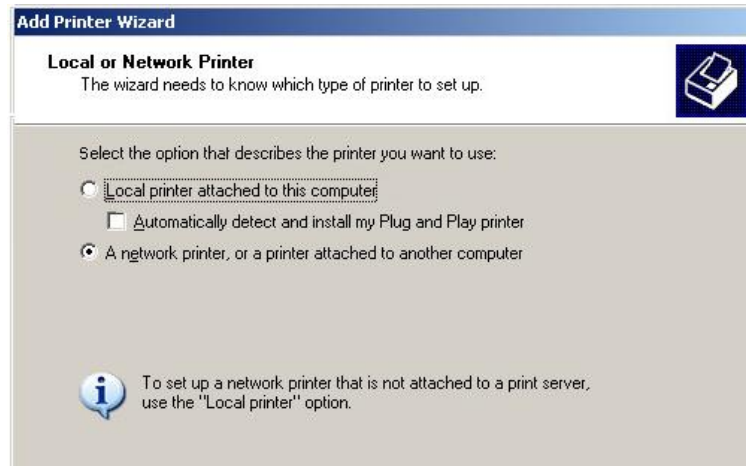 Add Printer Wizard
Local or Network Printer
The wizard needs to know which type of printer to set up.
Select the option that describes the printer you want to use:
Local printer attached to this computer
Automatically detect and install my Plug and Play printer
A network printer, or a printer attached to another computer
To set up a network printer that is not attached to a print server,
use the "Local printer" option.